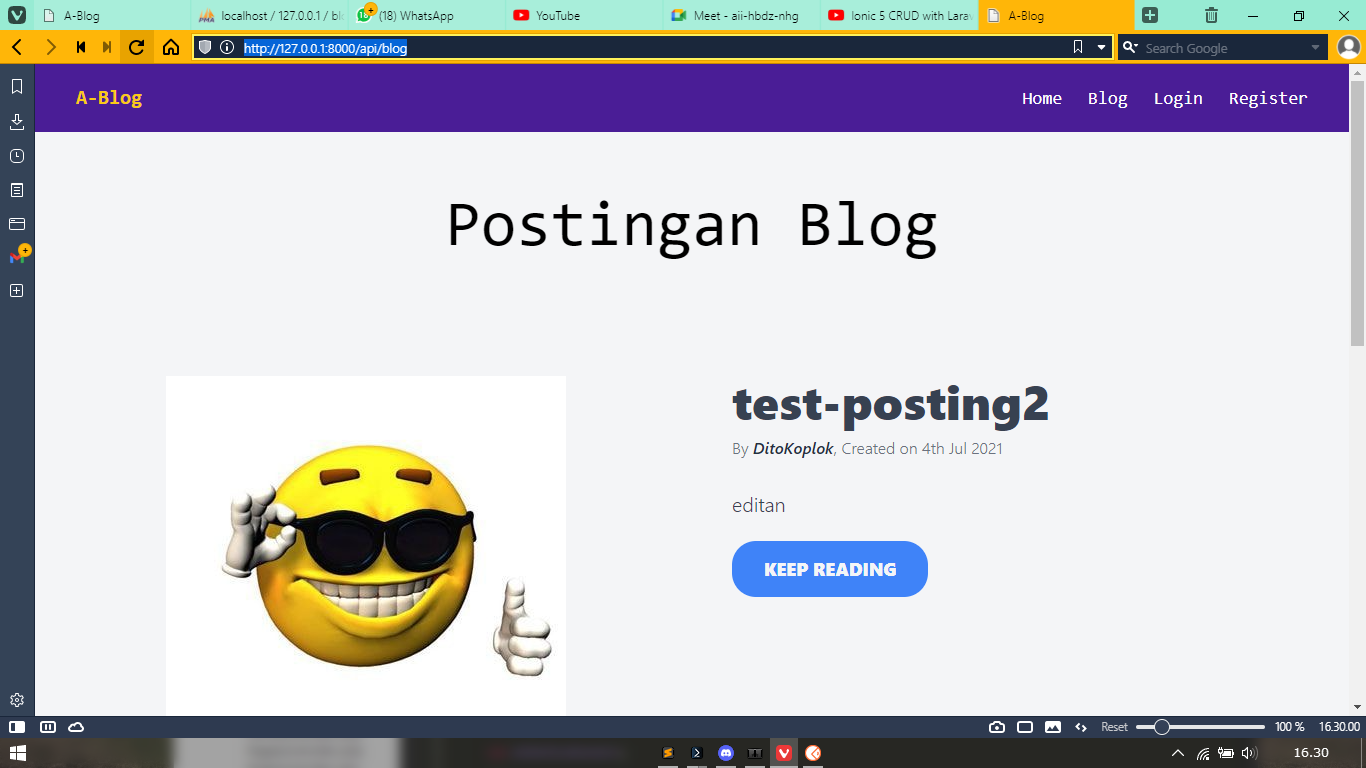 A-Blog
localhost / 127.0.0.1 / bl
(18) WhatsApp
YouTube
Meet - aii-hbdz-nhg
Ionic 5 CRUD with Larav
A-Blog
http://127.0.0.1:8000/api/blog
Search Google
A-Blog
Home
Blog
Login
Register
Postingan Blog
test-posting2
By DitoKoplok, Created on 4th Jul 2021
editan
KEEP READING
Reset
100 %
16.30.00
16.30